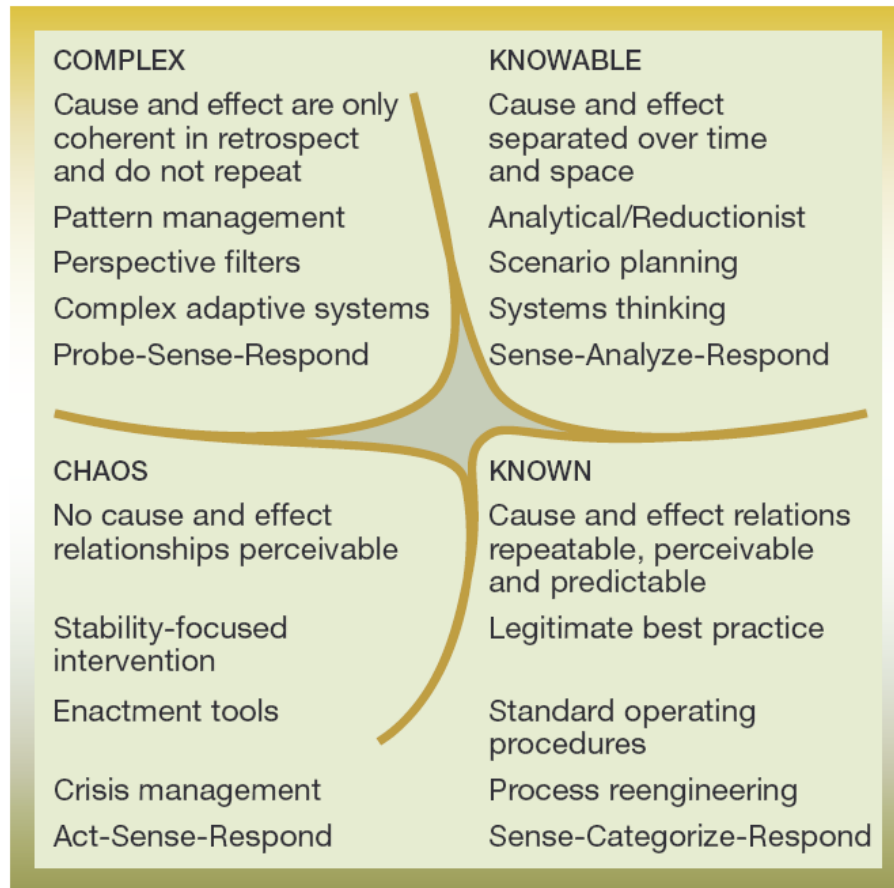 COMPLEX
Cause and effect are only
coherent in retrospect
and do not repeat
Pattern management
Perspective filters
Complex adaptive systems
Probe-Sense-Respond
KNOWABLE
Cause and effect
separated over time
and space
Analytical/Reductionist
Scenario planning
Systems thinking
Sense-Analyze-Respond
CHAOS
No cause and effect
relationships perceivable
Stability-focused
intervention
Enactment tools
Crisis management
Act-Sense-Respond
KNOWN
Cause and effect relations
repeatable, perceivable
and predictable
Legitimate best practice
Standard operating
procedures
Process reengineering
Sense-Categorize-Respond